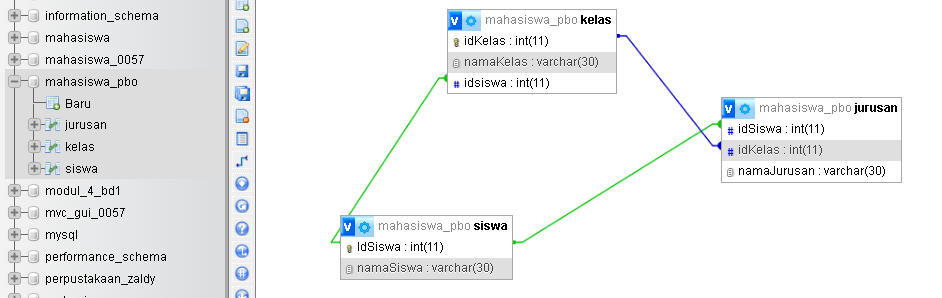 information_schema
mahasiswa
mahasiswa_0057
mahasiswa_pbo
Baru
jurusan
kelas
siswa
modul_4_bd1
mvc_gui_0057
mysql
performance_schema
perpustakaan_zaldy
v mahasiswa_pbo kelas
idKelas : int(11)
namaKelas : varchar(30)
# idsiswa : int(11)
v mahasiswa_pbo jurusan
# idSiswa : int(11)
# idKelas : int(11)
namaJurusan : varchar(30)
v mahasiswa_pbo siswa
IdSiswa : int(11)
namaSiswa : varchar(30)